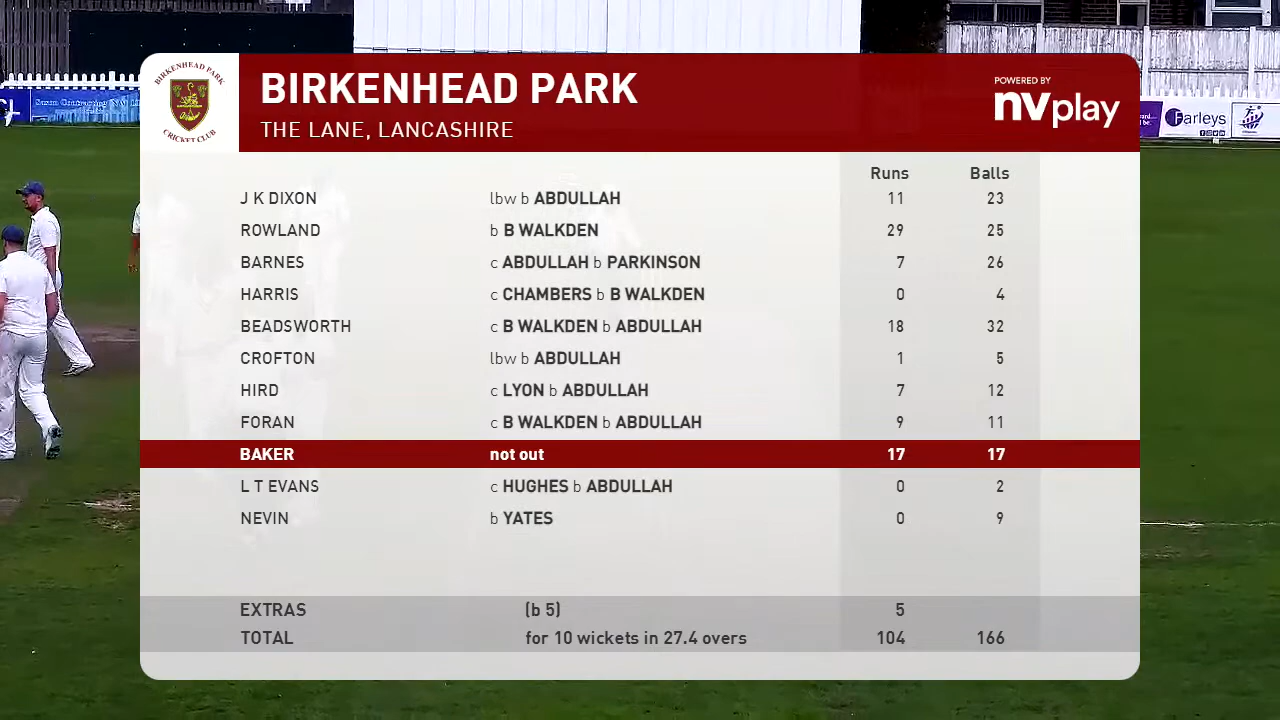 BIRKENHEAD PARK
CRICKET CLUB
BIRKENHEAD PARK
THE LANE, LANCASHIRE
POWERED BY
nvplay
Farleys
Runs Balls
J K DIXON lbw b ABDULLAH 11 23
ROWLAND b B WALKDEN 29 25
BARNES c ABDULLAH b PARKINSON 7 26
HARRIS c CHAMBERS b B WALKDEN 0 4
BEADSWORTH c B WALKDEN b ABDULLAH 18 32
CROFTON lbw b ABDULLAH 1 5
HIRD c LYON b ABDULLAH 7 12
FORAN c B WALKDEN b ABDULLAH 9 11
BAKER not out 17 17
L T EVANS c HUGHES b ABDULLAH 0 2
NEVIN b YATES 0 9
EXTRAS (b 5) 5
TOTAL for 10 wickets in 27.4 overs 104 166